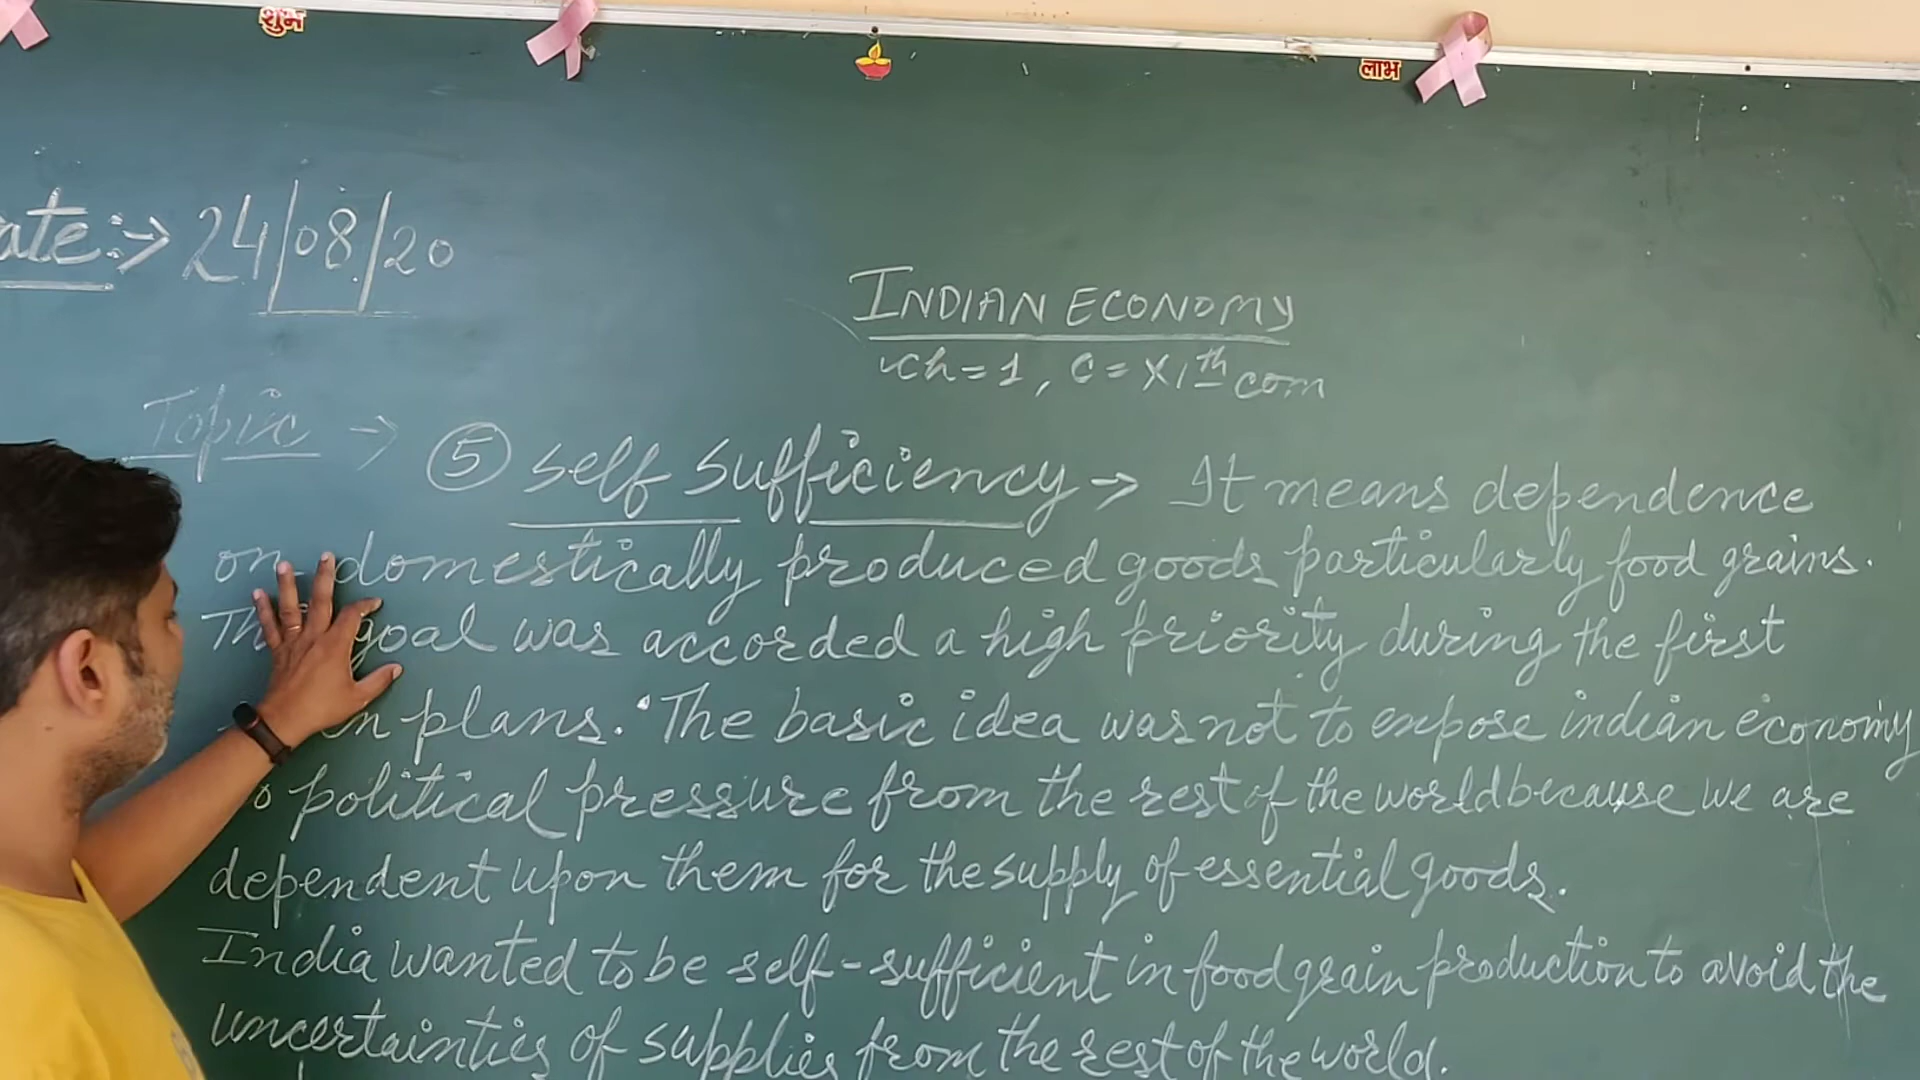 शुभ
लाभ
ate :-> 24/08/20
INDIAN ECONOMY
Ch=1, C= XIth com
Topic →
⑤ Self Sufficiency → It means dependence
on domestically produced goods particularly food grains.
goal was accorded a high priority during the first
plans. The basic idea was not to expose indian economy
political pressure from the rest of the world because we are
dependent upon them for the supply of essential goods.
India wanted to be self-sufficient in food grain production to avoid the
uncertainties of supplies from the rest of the world.